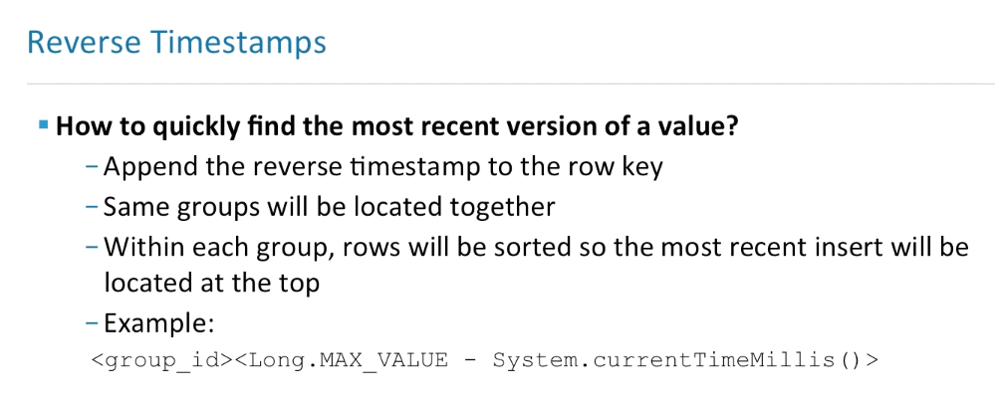 Reverse Timestamps
▪ How to quickly find the most recent version of a value?
– Append the reverse timestamp to the row key
– Same groups will be located together
– Within each group, rows will be sorted so the most recent insert will be
located at the top
– Example:
<group_id><Long.MAX_VALUE - System.currentTimeMillis()>